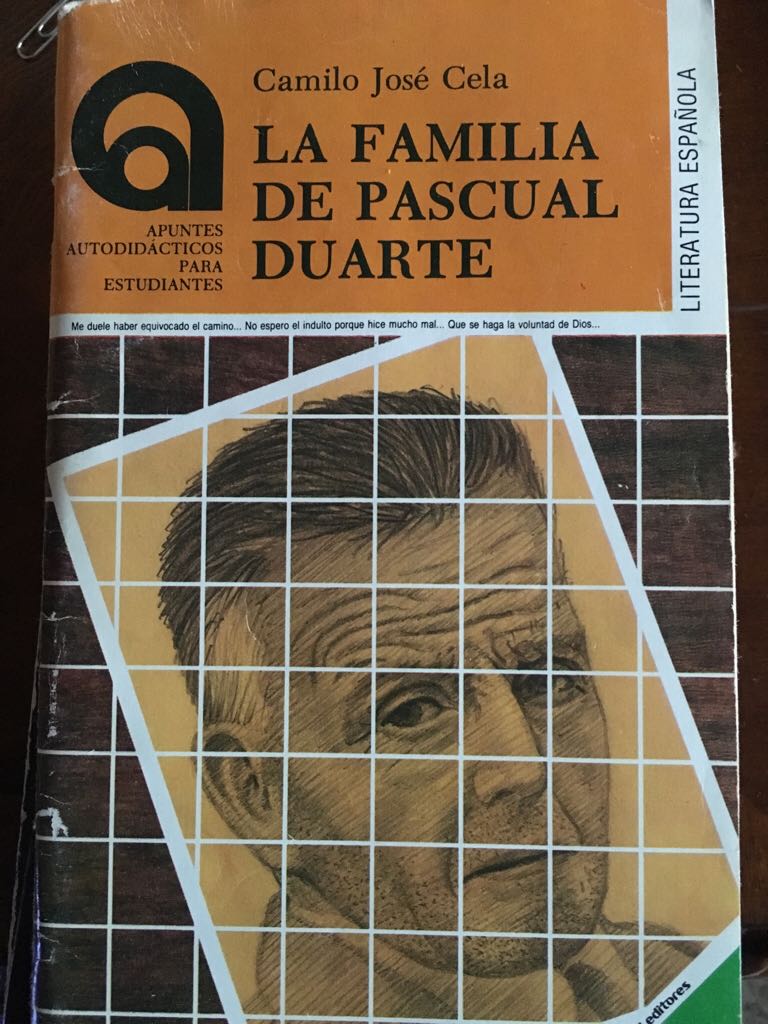 Camilo José Cela
LA FAMILIA
DE PASCUAL
DUARTE
APUNTES
AUTODIDÁCTICOS
PARA
ESTUDIANTES
LITERATURA ESPAÑOLA
Me duele haber equivocado el camino... No espero el indulto porque hice mucho mal... Que se haga la voluntad de Dios...
editores